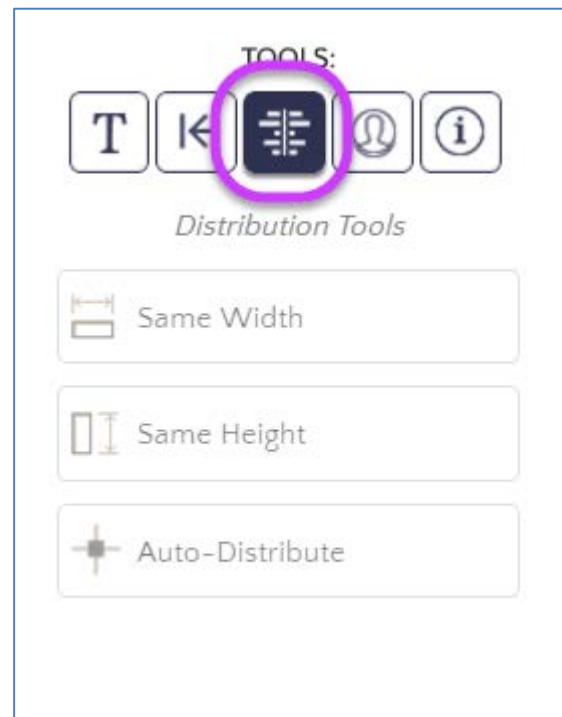 TOOLS:
T
Distribution Tools
Same Width
Same Height
Auto-Distribute